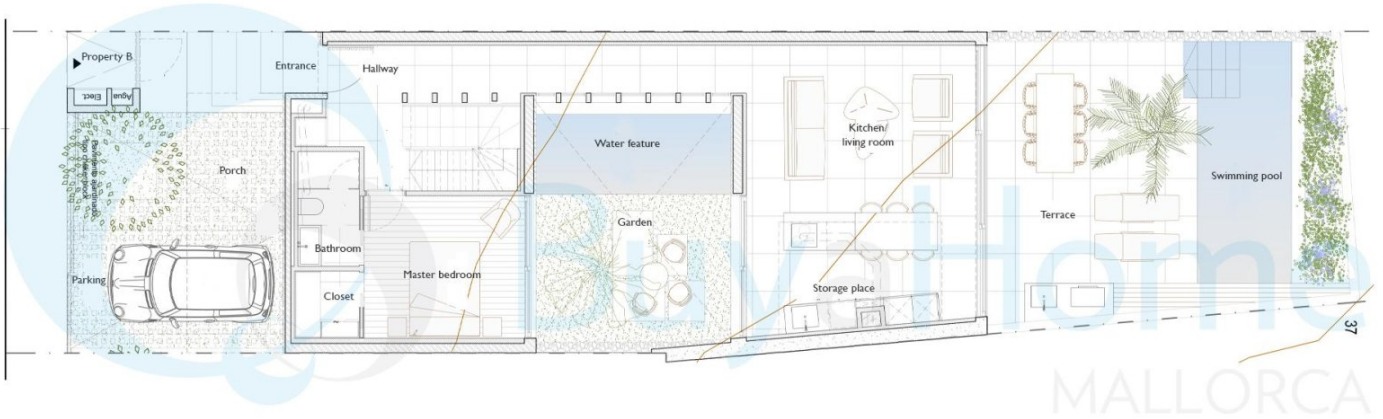 Property B
Elect.
Agua
Entrance
Hallway
Porch
Parking
Bathroom
Closet
Master bedroom
Water feature
Garden
Kitchen/
living room
Storage place
Terrace
Swimming pool
37
BuyaHome
MALLORCA